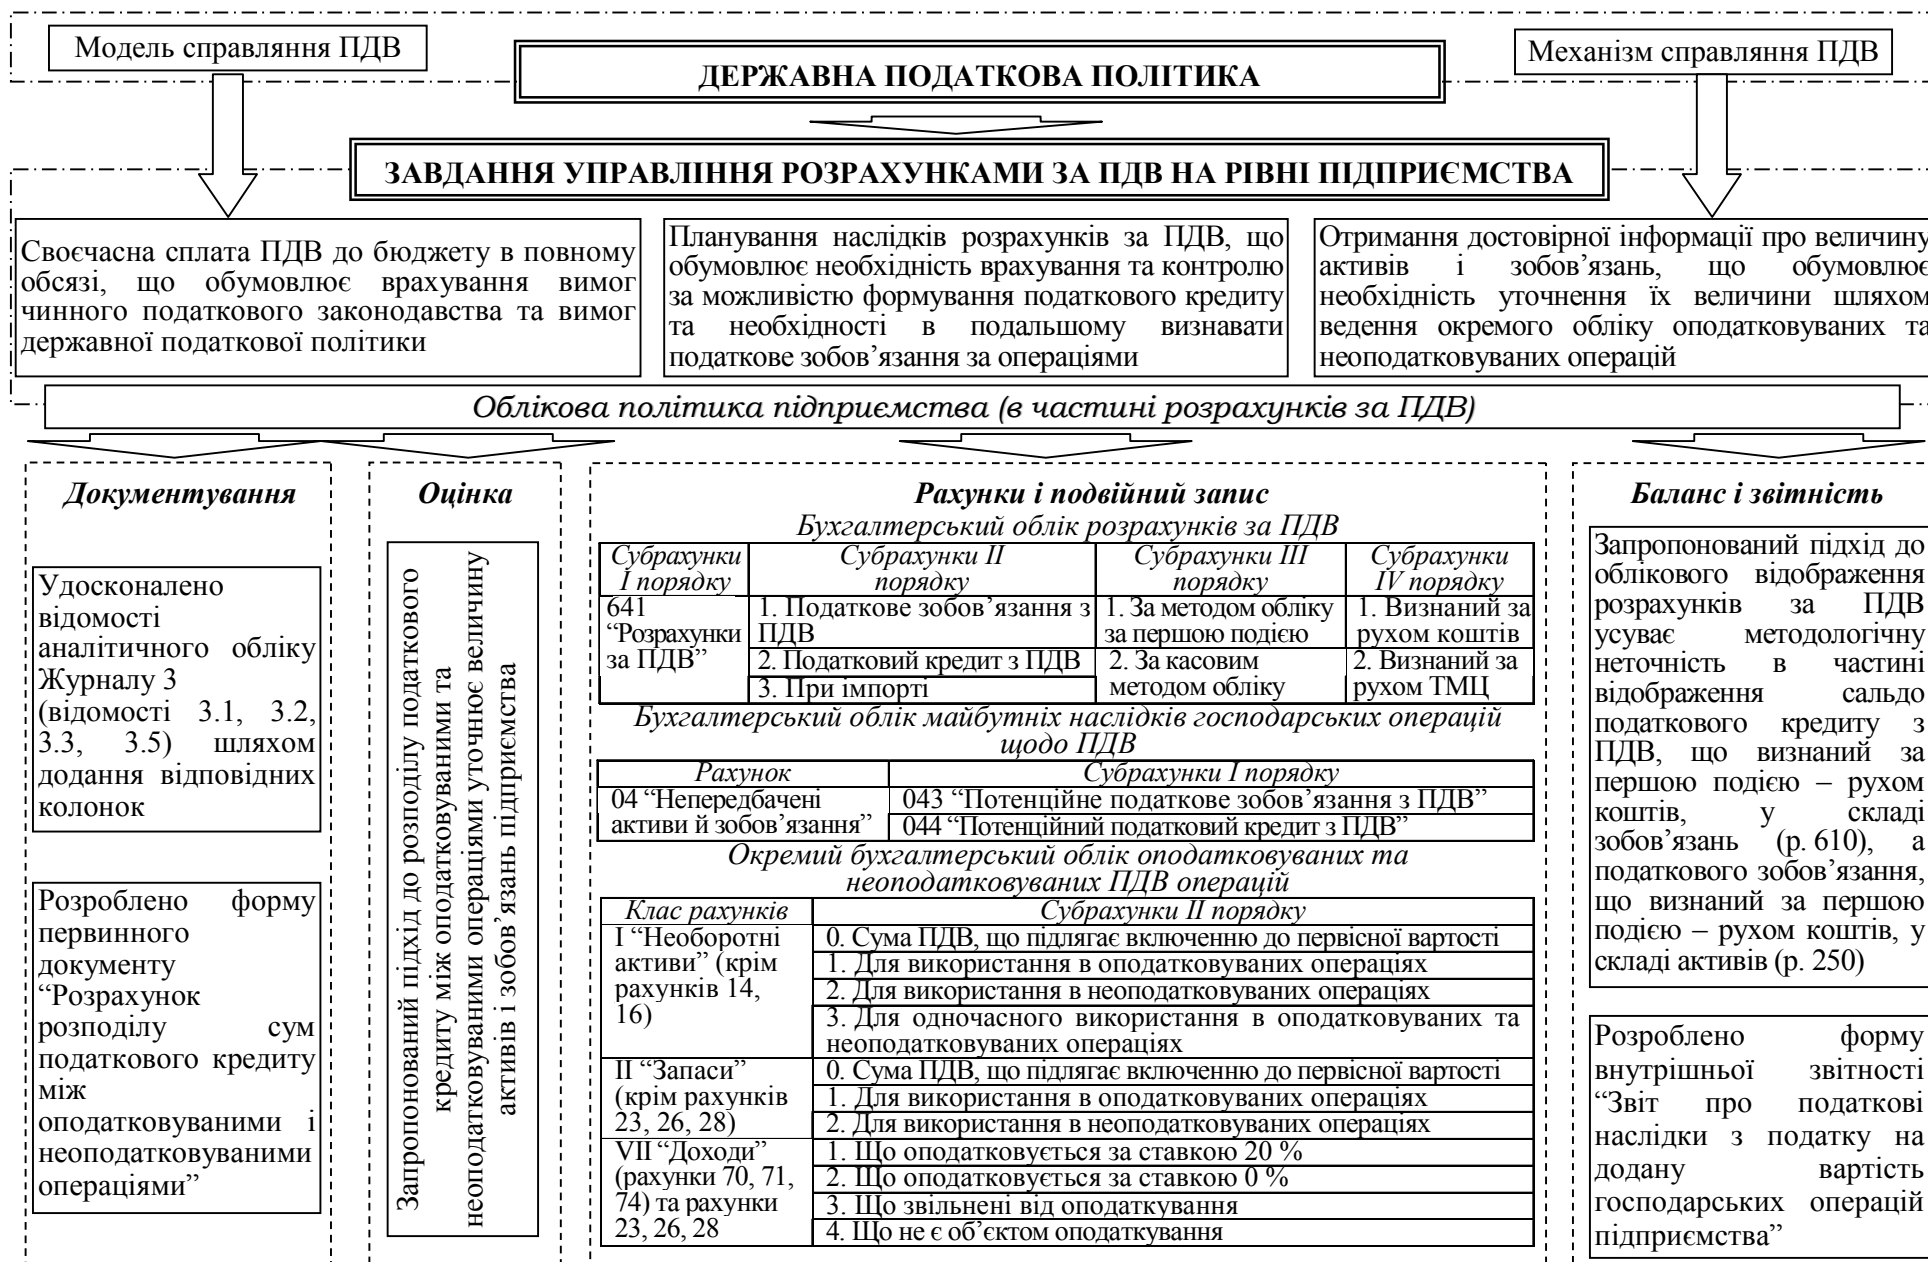 Модель справляння ПДВ
ДЕРЖАВНА ПОДАТКОВА ПОЛІТИКА
Механізм справляння ПДВ
ЗАВДАННЯ УПРАВЛІННЯ РОЗРАХУНКАМИ ЗА ПДВ НА РІВНІ ПІДПРИЄМСТВА
Своєчасна сплата ПДВ до бюджету в повному
обсязі, що обумовлює врахування вимог
чинного податкового законодавства та вимог
державної податкової політики
Планування наслідків розрахунків за ПДВ, що
обумовлює необхідність врахування та контролю
за можливістю формування податкового кредиту
та необхідності в подальшому визнавати
податкове зобов’язання за операціями
Отримання достовірної інформації про величину
активів і зобов’язань, що обумовлює
необхідність уточнення їх величини шляхом
ведення окремого обліку оподатковуваних та
неоподатковуваних операцій
Облікова політика підприємства (в частині розрахунків за ПДВ)
Документування
Удосконалено
відомості
аналітичного обліку
Журналу 3
(відомості 3.1, 3.2,
3.3, 3.5) шляхом
додання відповідних
колонок
Розроблено форму
первинного
документу
“Розрахунок
розподілу сум
податкового кредиту
між
оподатковуваними і
неоподатковуваними
операціями”
Оцінка
Запропонований підхід до розподілу податкового
кредиту між оподатковуваними та
неоподатковуваними операціями уточнює величину
активів і зобов’язань підприємства
Рахунки і подвійний запис
Бухгалтерський облік розрахунків за ПДВ
Субрахунки
І порядку
Субрахунки ІІ
порядку
Субрахунки ІІІ
порядку
Субрахунки
IV порядку
641
“Розрахунки
за ПДВ”
1. Податкове зобов’язання з
ПДВ
2. Податковий кредит з ПДВ
3. При імпорті
1. За методом обліку
за першою подією
2. За касовим
методом обліку
1. Визнаний за
рухом коштів
2. Визнаний за
рухом ТМЦ
Бухгалтерський облік майбутніх наслідків господарських операцій
щодо ПДВ
Рахунок
Субрахунки І порядку
04 “Непередбачені
активи й зобов’язання”
043 “Потенційне податкове зобов’язання з ПДВ”
044 “Потенційний податковий кредит з ПДВ”
Окремий бухгалтерський облік оподатковуваних та
неоподатковуваних ПДВ операцій
Клас рахунків
Субрахунки ІІ порядку
І “Необоротні
активи” (крім
рахунків 14,
16)
0. Сума ПДВ, що підлягає включенню до первісної вартості
1. Для використання в оподатковуваних операціях
2. Для використання в неоподатковуваних операціях
3. Для одночасного використання в оподатковуваних та
неоподатковуваних операціях
ІІ “Запаси”
(крім рахунків
23, 26, 28)
0. Сума ПДВ, що підлягає включенню до первісної вартості
1. Для використання в оподатковуваних операціях
2. Для використання в неоподатковуваних операціях
VII “Доходи”
(рахунки 70, 71,
74) та рахунки
23, 26, 28
1. Що оподатковується за ставкою 20 %
2. Що оподатковується за ставкою 0 %
3. Що звільнені від оподаткування
4. Що не є об’єктом оподаткування
Баланс і звітність
Запропонований підхід до
облікового відображення
розрахунків за ПДВ
усуває методологічну
неточність в частині
відображення сальдо
податкового кредиту з
ПДВ, що визнаний за
першою подією – рухом
коштів, у складі
зобов’язань (р. 610), а
податкового зобов’язання,
що визнаний за першою
подією – рухом коштів, у
складі активів (р. 250)
Розроблено форму
внутрішньої звітності
“Звіт про податкові
наслідки з податку на
додану вартість
господарських операцій
підприємства”